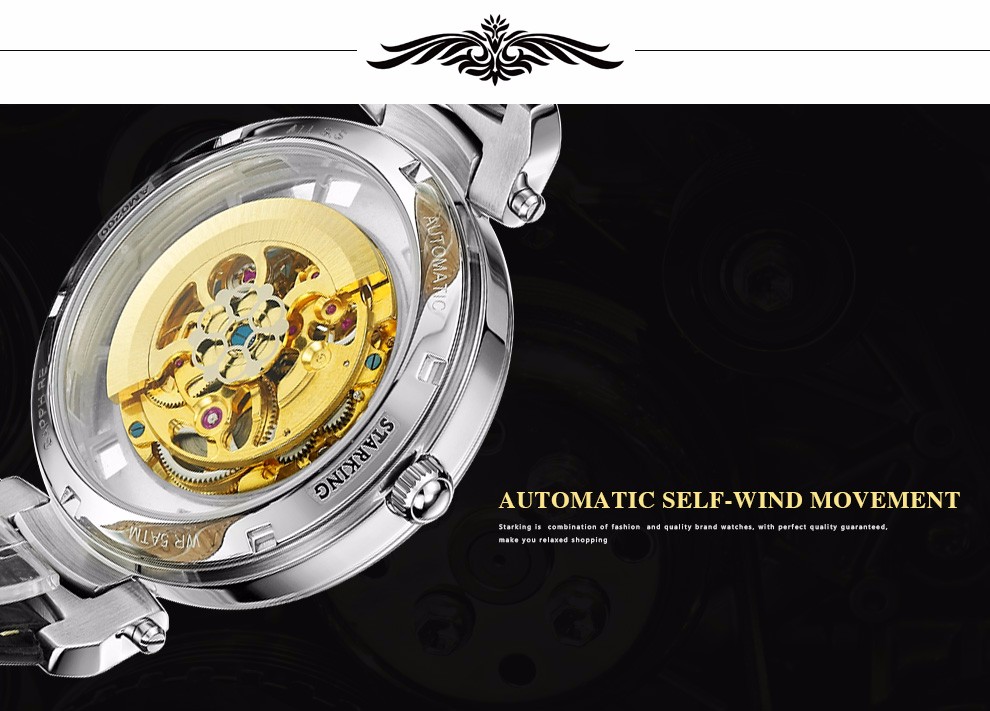 AM0200
AUTOMATIC
STARKING
WR 5ATM
AUTOMATIC SELF-WIND MOVEMENT
Starking is combination of fashion and quality brand watches, with perfect quality guaranteed,
make you relaxed shopping